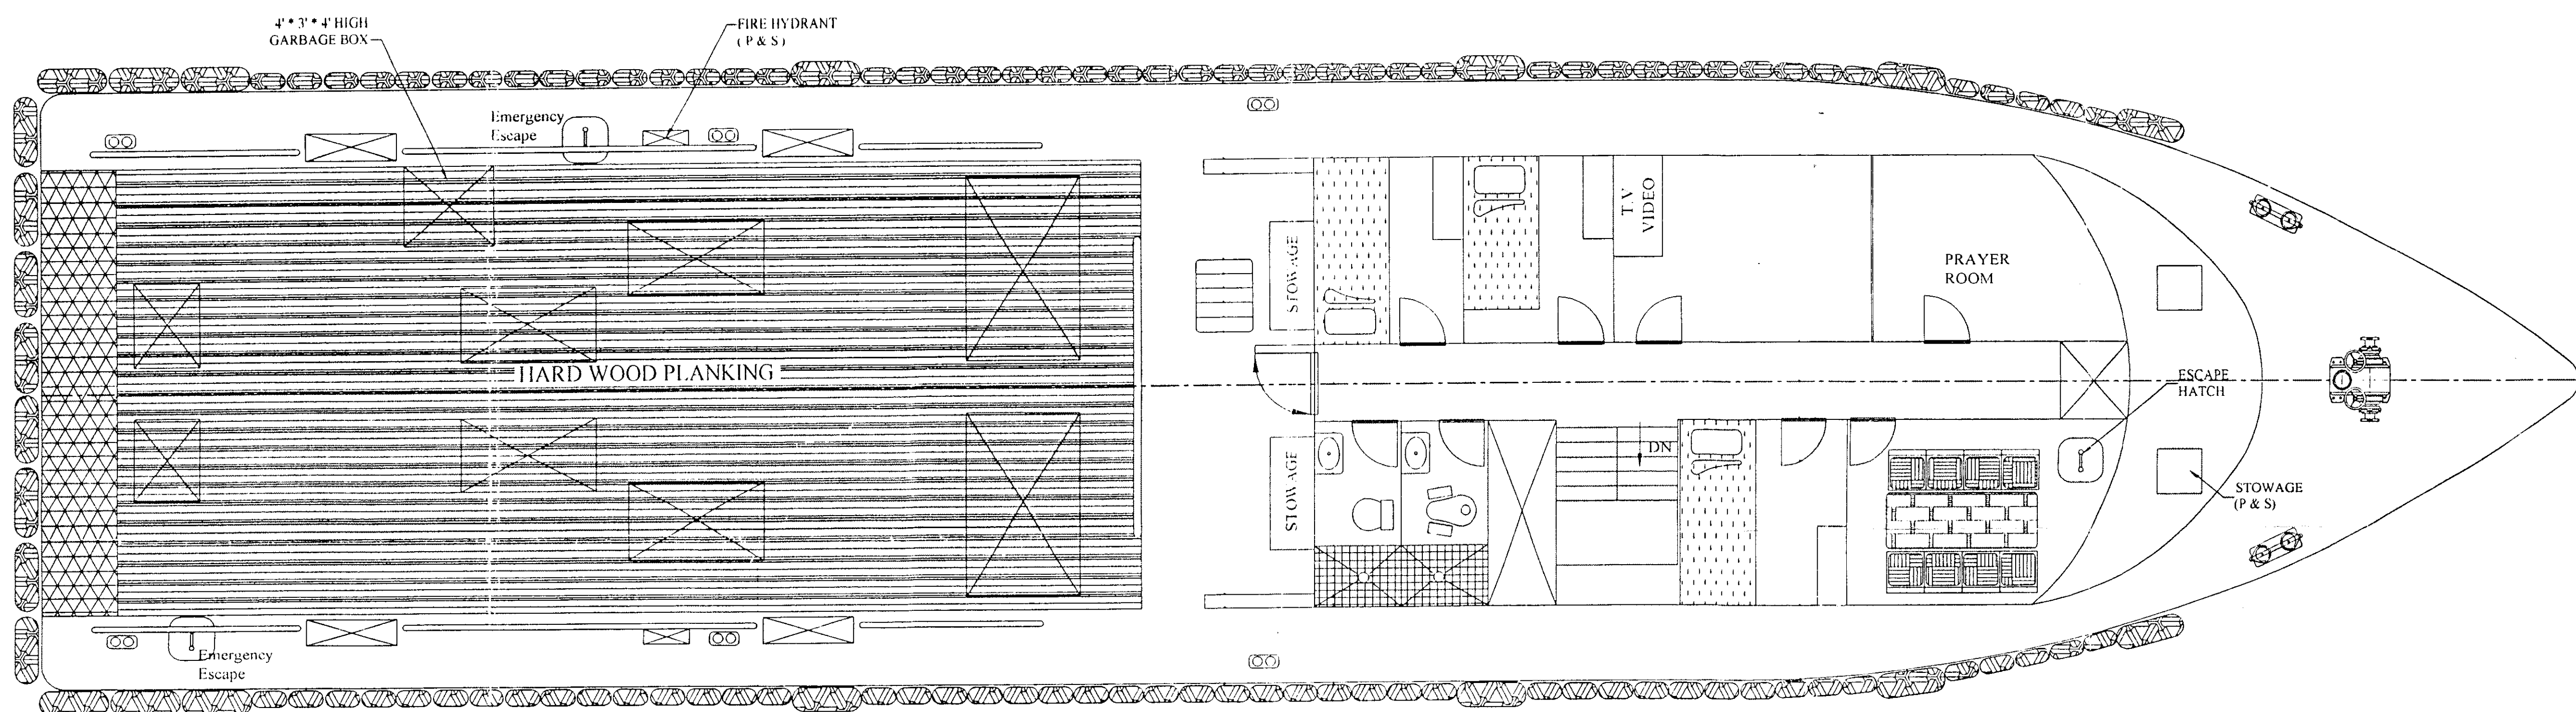 4' * 3' * 4' HIGH
GARBAGE BOX
FIRE HYDRANT
( P & S )
Emergency
Escape
HARD WOOD PLANKING
STOWAGE
T.V
VIDEO
PRAYER
ROOM
ESCAPE
HATCH
DN
STOWAGE
STOWAGE
(P & S)
Emergency
Escape